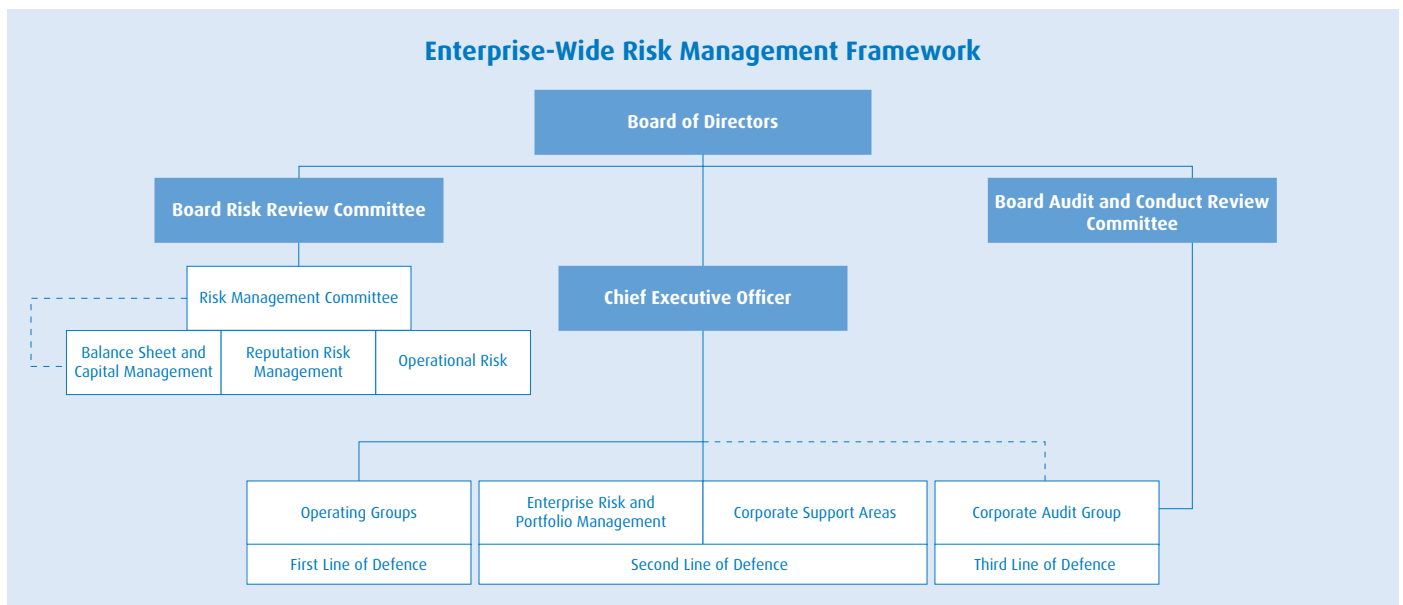 Enterprise-Wide Risk Management Framework
Board of Directors
Board Risk Review Committee
Board Audit and Conduct Review
Committee
Risk Management Committee
Chief Executive Officer
Balance Sheet and
Capital Management
Reputation Risk
Management
Operational Risk
Operating Groups
Enterprise Risk and
Portfolio Management
Corporate Support Areas
Corporate Audit Group
First Line of Defence
Second Line of Defence
Third Line of Defence